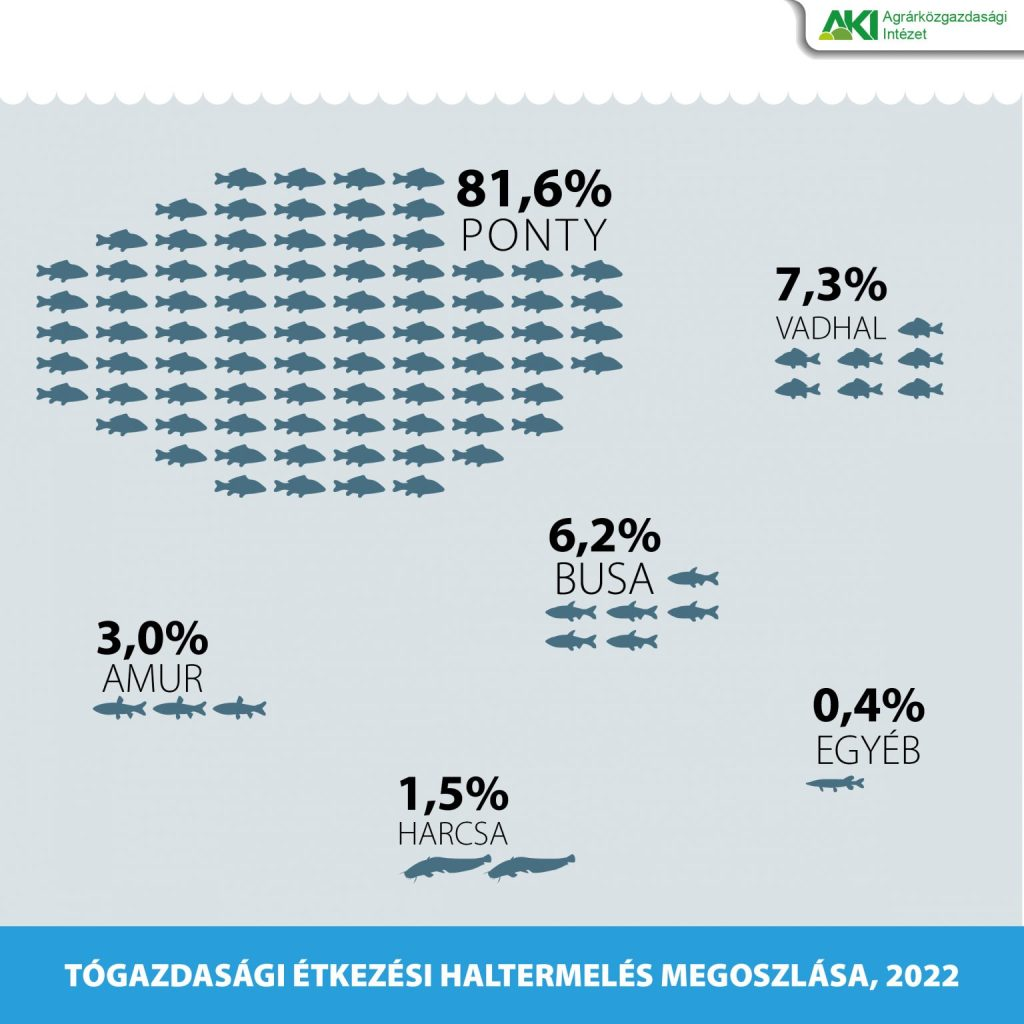 AKI Agrárközgazdasági
Intézet
81,6%
PONTY
7,3%
VADHAL
6,2%
BUSA
3,0%
AMUR
0,4%
EGYÉB
1,5%
HARCSA
TÓGAZDASÁGI ÉTKEZÉSI HALTERMELÉS MEGOSZLÁSA, 2022